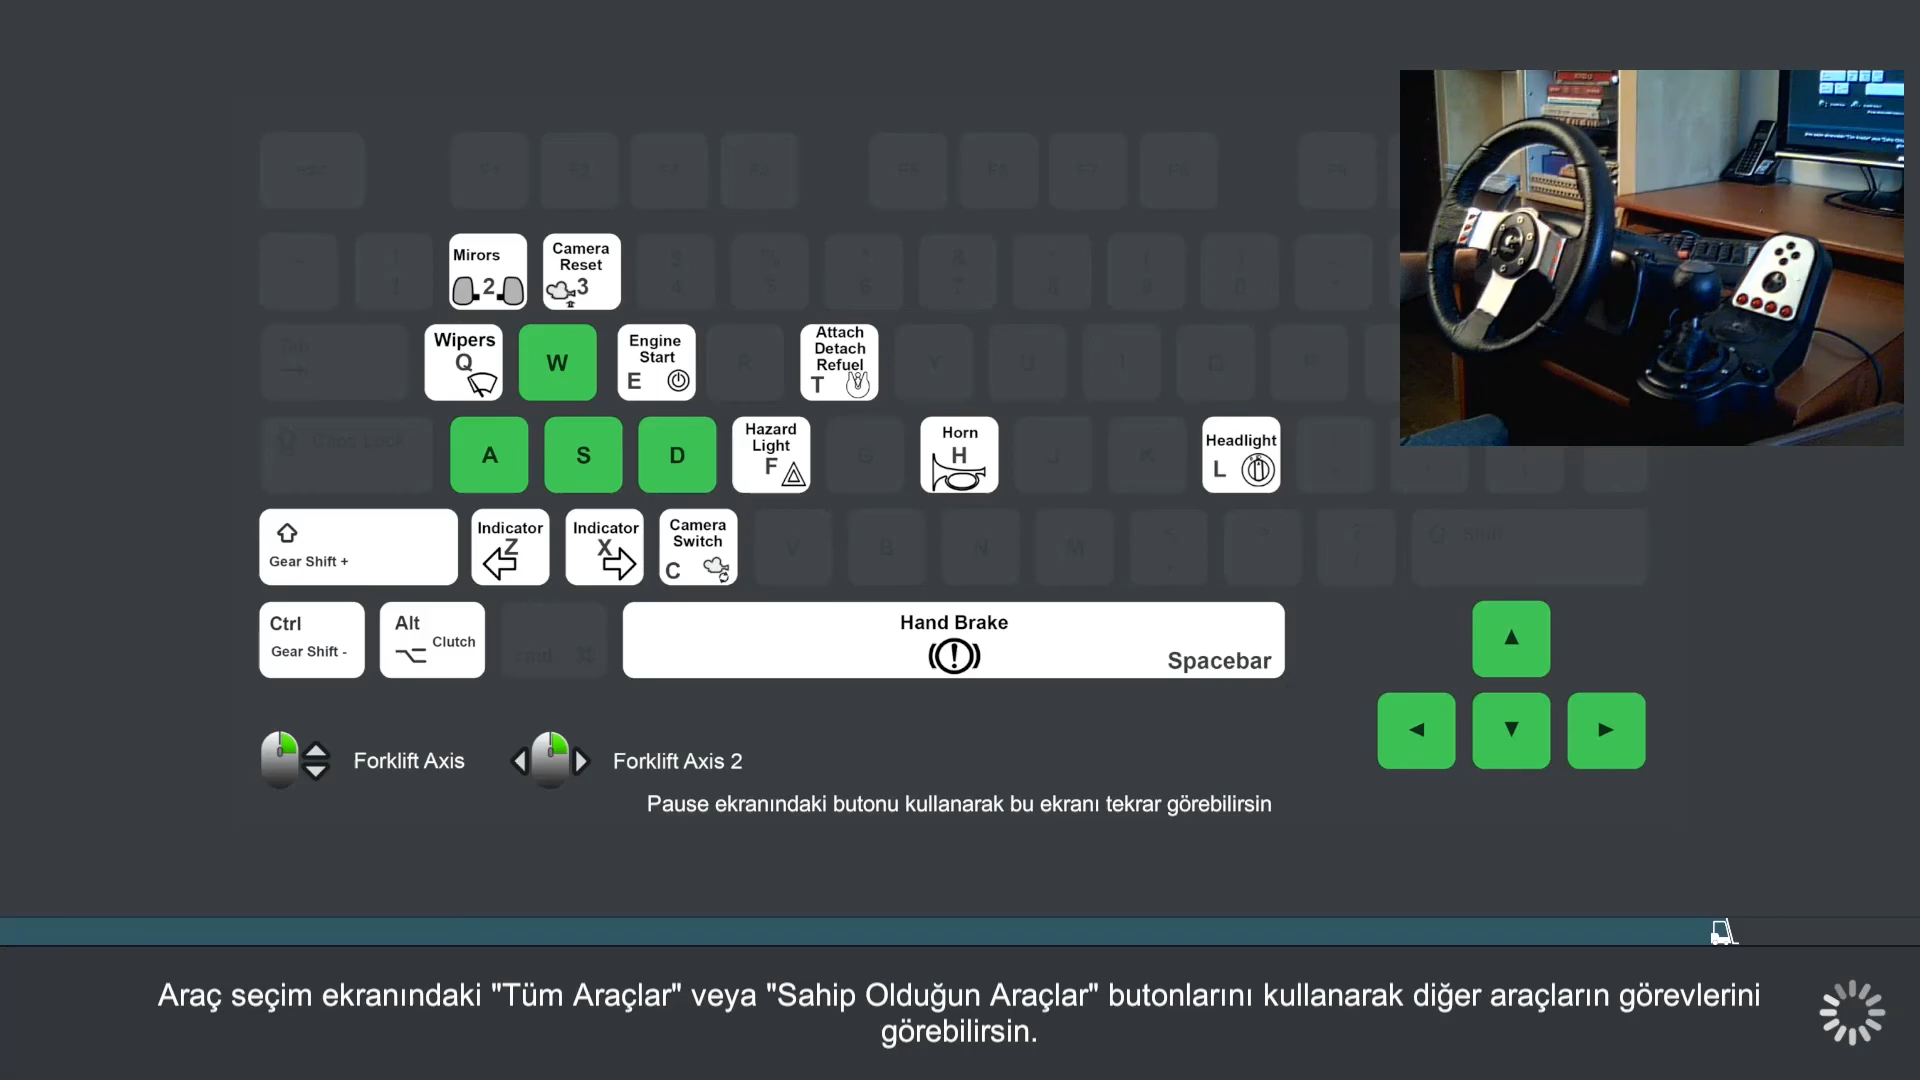 Mirors
2
Camera
Reset
3
Wipers
Q
W
Engine
Start
E
Attach
Detach
Refuel
T
A
S
D
Hazard
Light
F
Horn
H
Headlight
L
Gear Shift +
Indicator
Z
Indicator
X
Camera
Switch
C
Ctrl
Gear Shift -
Alt
Clutch
Hand Brake
Spacebar
Forklift Axis
Forklift Axis 2
Pause ekranındaki butonu kullanarak bu ekranı tekrar görebilirsin
Araç seçim ekranındaki "Tüm Araçlar" veya "Sahip Olduğun Araçlar" butonlarını kullanarak diğer araçların görevlerini
görebilirsin.